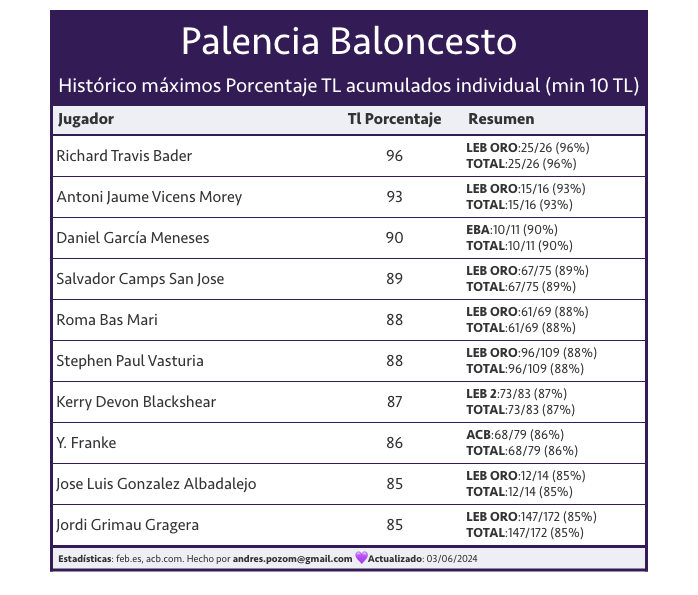 Palencia Baloncesto
Histórico máximos Porcentaje TL acumulados individual (min 10 TL)
Jugador Tl Porcentaje Resumen
Richard Travis Bader 96 LEB ORO:25/26 (96%)
TOTAL:25/26 (96%)
Antoni Jaume Vicens Morey 93 LEB ORO:15/16 (93%)
TOTAL:15/16 (93%)
Daniel García Meneses 90 EBA:10/11 (90%)
TOTAL:10/11 (90%)
Salvador Camps San Jose 89 LEB ORO:67/75 (89%)
TOTAL:67/75 (89%)
Roma Bas Mari 88 LEB ORO:61/69 (88%)
TOTAL:61/69 (88%)
Stephen Paul Vasturia 88 LEB ORO:96/109 (88%)
TOTAL:96/109 (88%)
Kerry Devon Blackshear 87 LEB 2:73/83 (87%)
TOTAL:73/83 (87%)
Y. Franke 86 ACB:68/79 (86%)
TOTAL:68/79 (86%)
Jose Luis Gonzalez Albadalejo 85 LEB ORO:12/14 (85%)
TOTAL:12/14 (85%)
Jordi Grimau Gragera 85 LEB ORO:147/172 (85%)
TOTAL:147/172 (85%)
Estadísticas: feb.es, acb.com. Hecho por andres.pozom@gmail.com 💜Actualizado: 03/06/2024